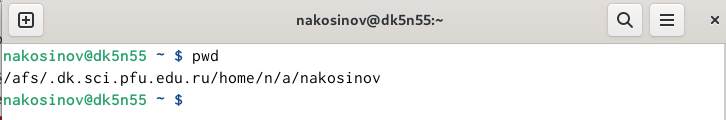 nakosinov@dk5n55:~
nakosinov@dk5n55 ~ $ pwd
/afs/.dk.sci.pfu.edu.ru/home/n/a/nakosinov
nakosinov@dk5n55 ~ $